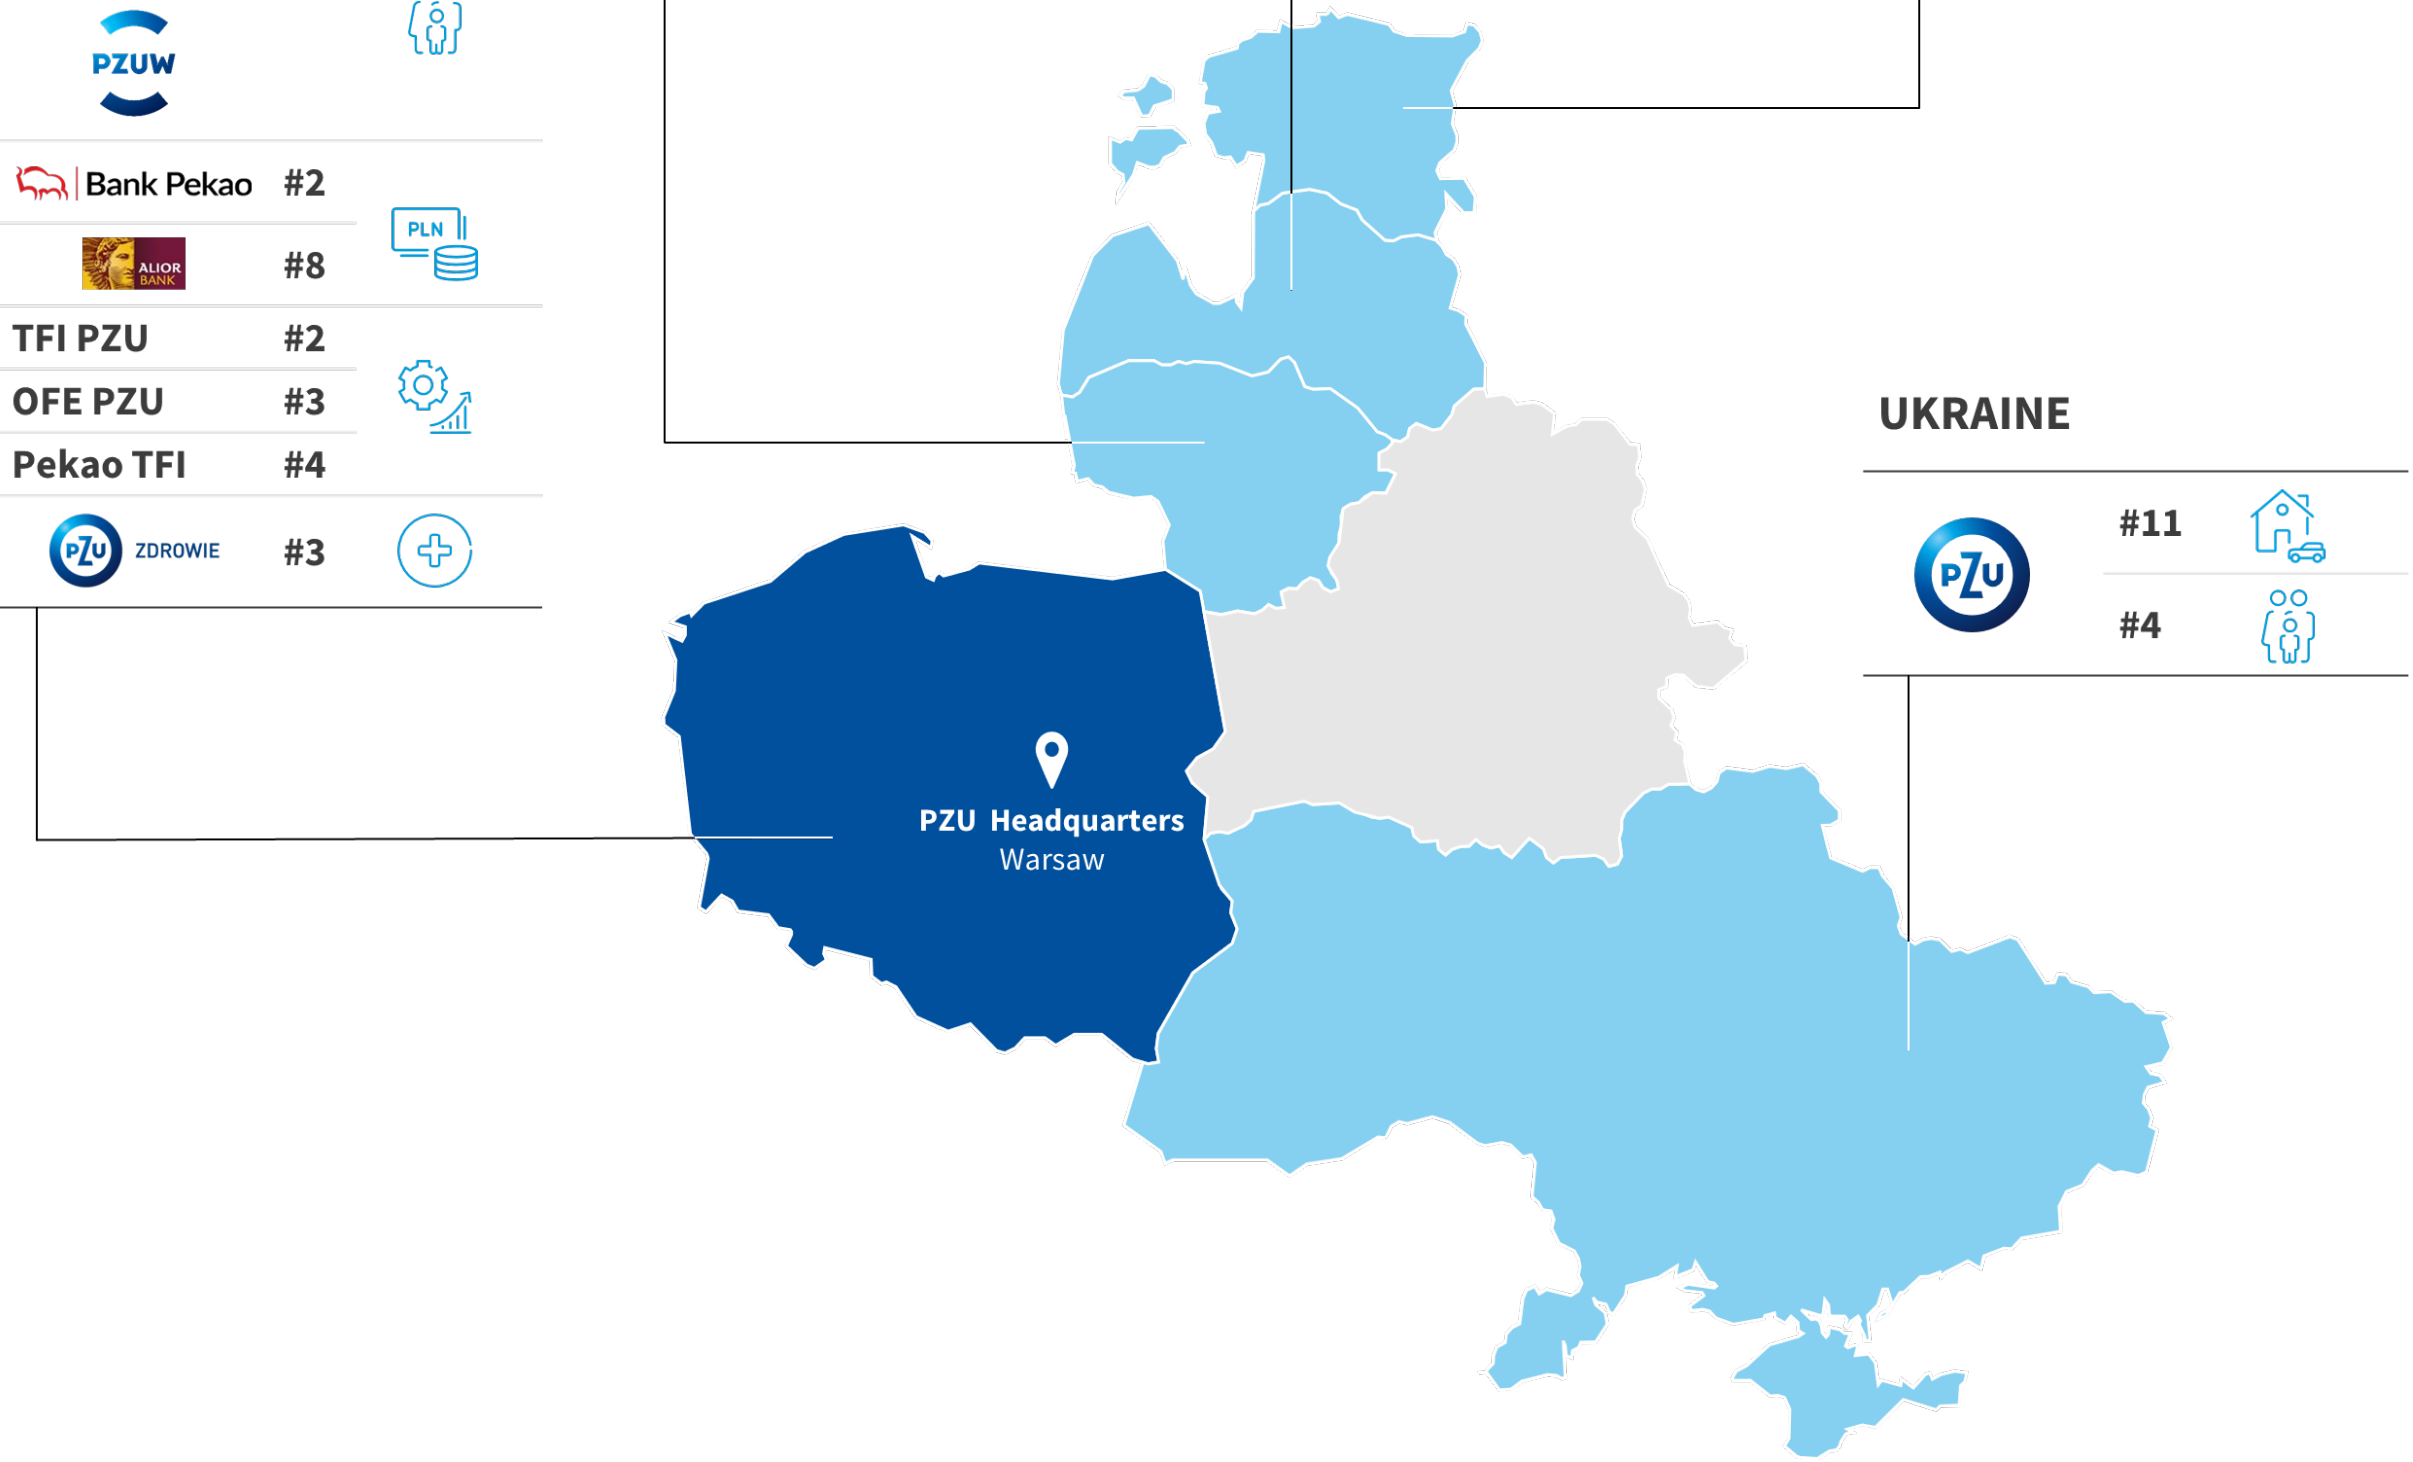 PZUW
Bank Pekao #2
PLN
ALIOR
BANK
#8
TFI PZU #2
OFE PZU #3
Pekao TFI #4
PZU ZDROWIE #3
UKRAINE
PZU
#11
#4
PZU Headquarters
Warsaw